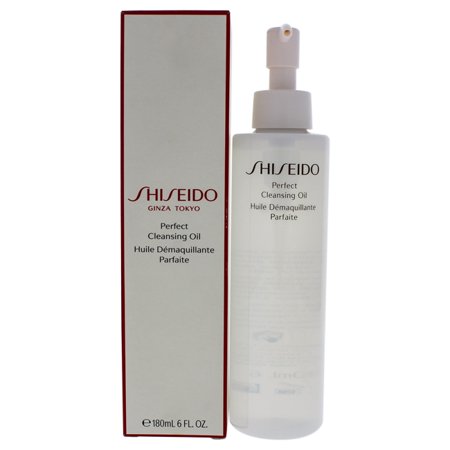 SHISEIDO
GINZA TOKYO
Perfect
Cleansing Oil
Huile Démaquillante
Parfaite
℮180mL 6 FL. OZ.
SHISEIDO
Perfect
Cleansing Oil
Huile Démaquillante
Parfaite